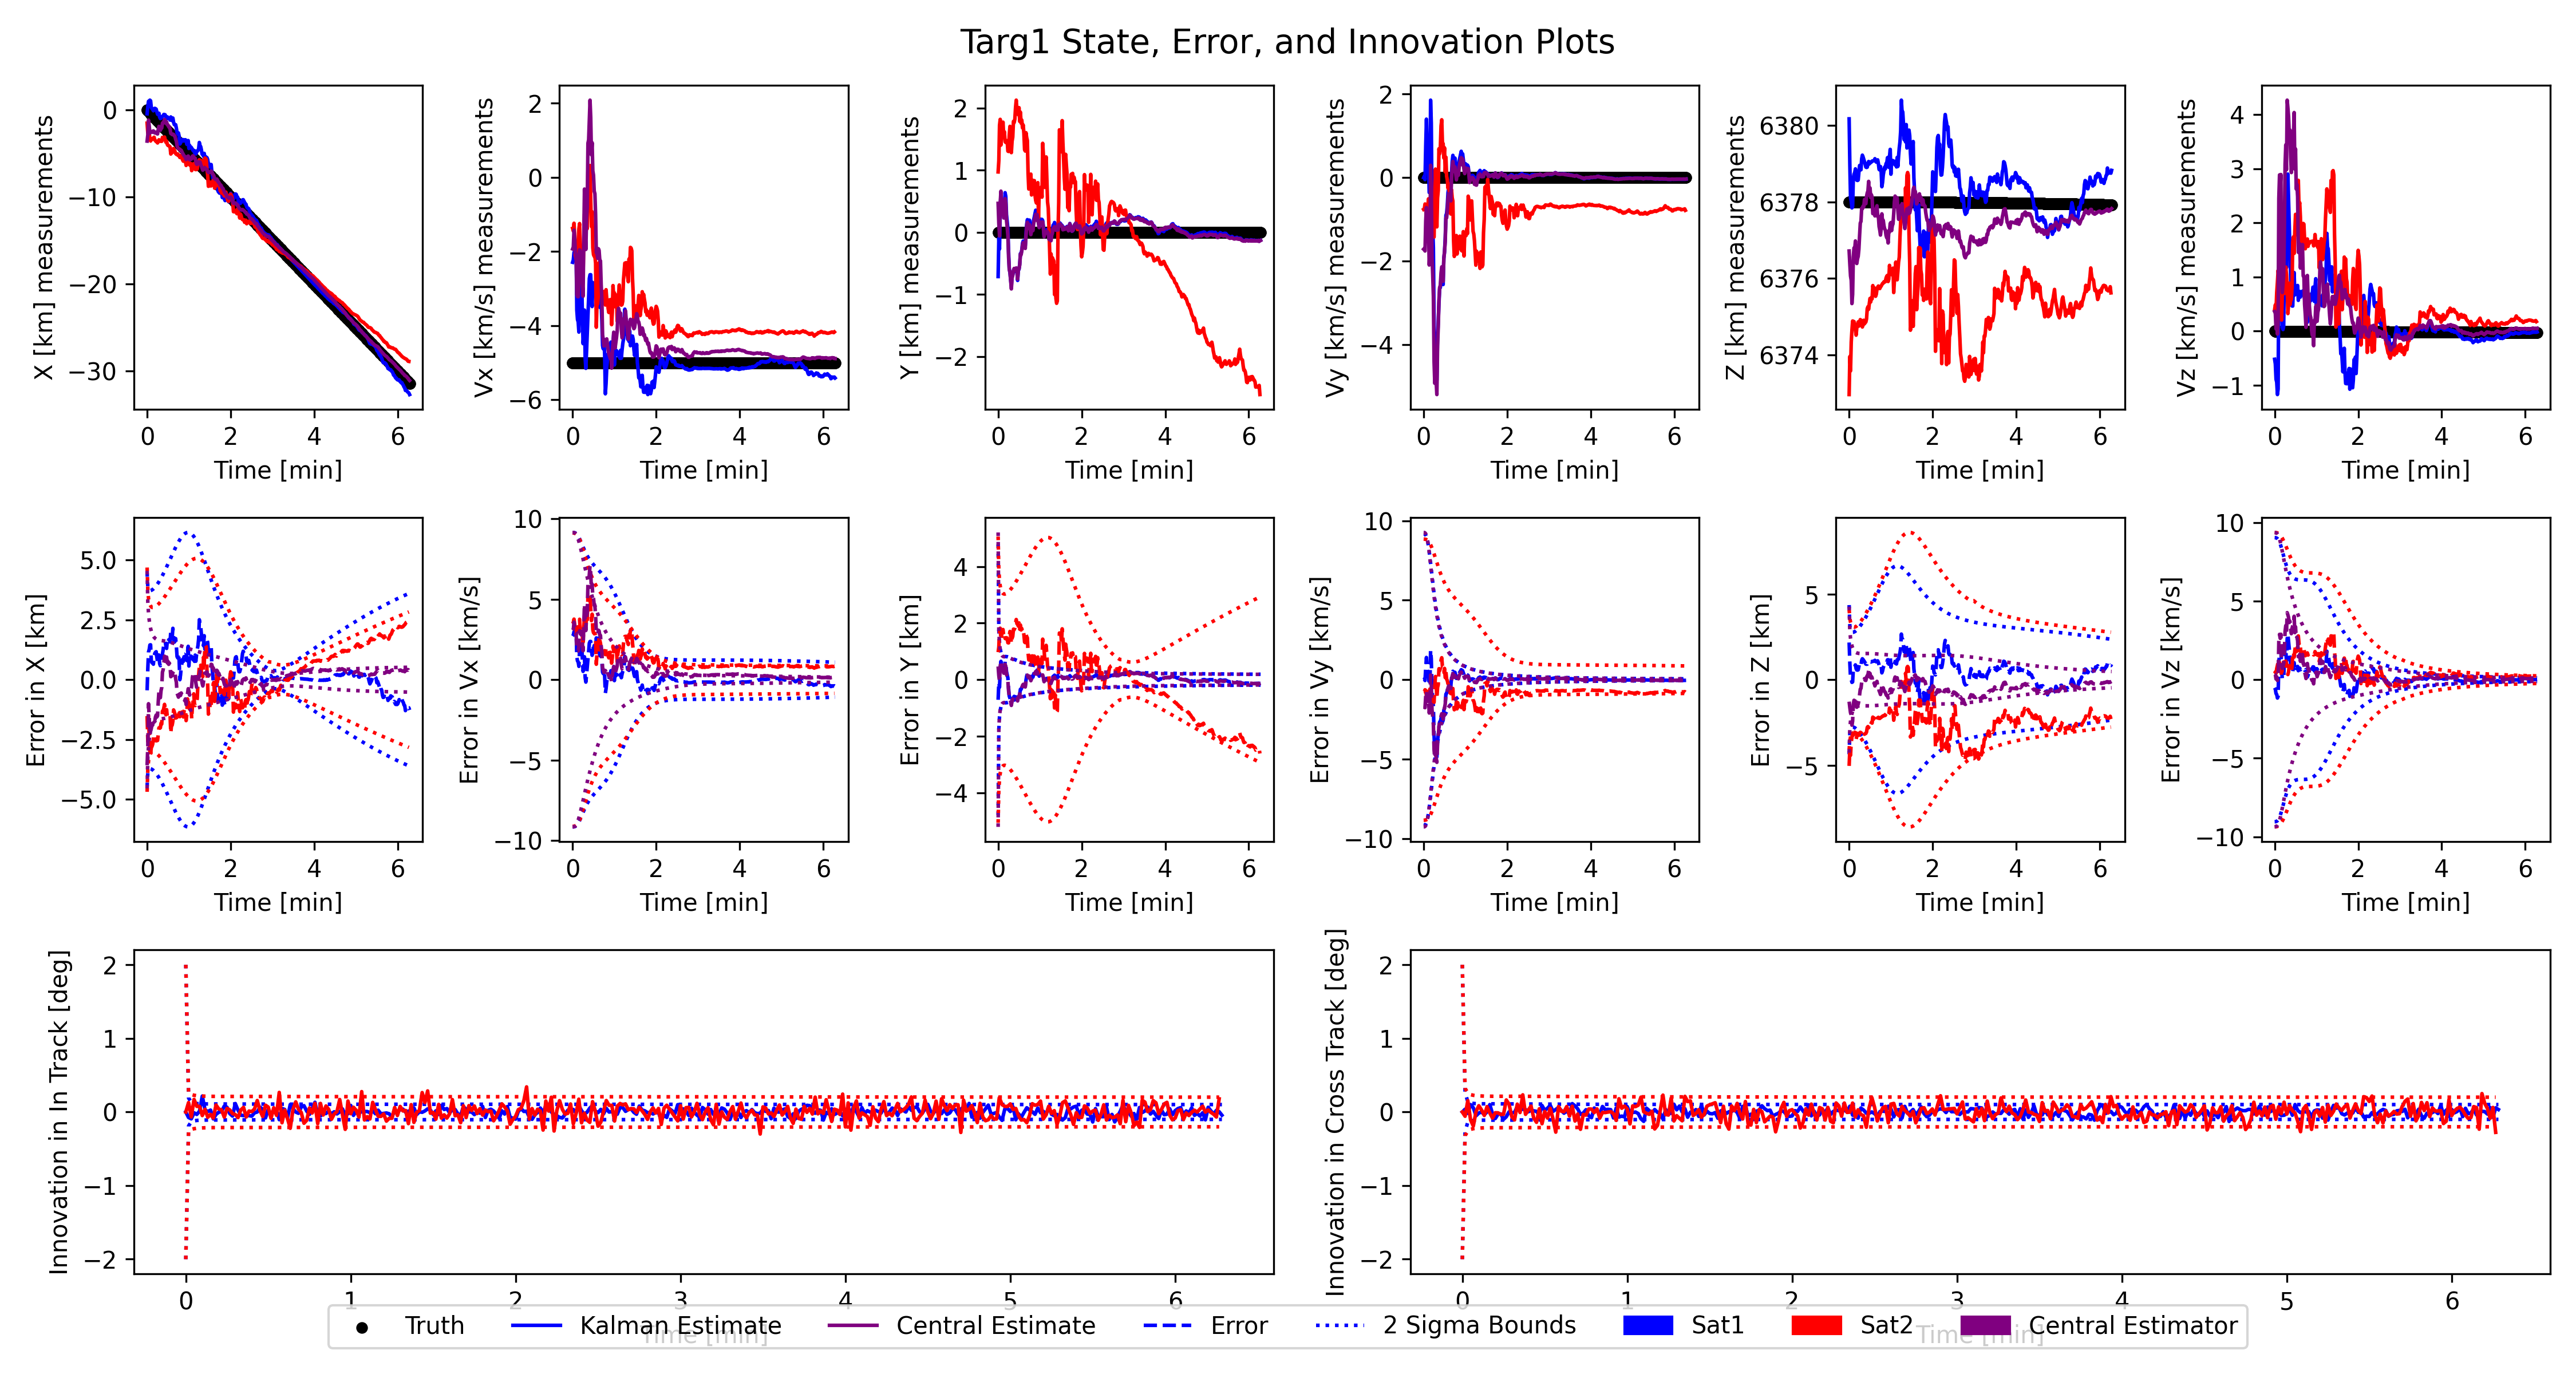 Targ1 State, Error, and Innovation Plots
X [km] measurements
0
−10
−20
−30
0 2 4 6
Time [min]
Vx [km/s] measurements
2
0
−2
−4
−6
0 2 4 6
Time [min]
Y [km] measurements
2
1
0
−1
−2
0 2 4 6
Time [min]
Vy [km/s] measurements
2
0
−2
−4
0 2 4 6
Time [min]
Z [km] measurements
6380
6378
6376
6374
0 2 4 6
Time [min]
Vz [km/s] measurements
4
3
2
1
0
−1
0 2 4 6
Time [min]
Error in X [km]
5.0
2.5
0.0
−2.5
−5.0
0 2 4 6
Time [min]
Error in Vx [km/s]
10
5
0
−5
−10
0 2 4 6
Time [min]
Error in Y [km]
4
2
0
−2
−4
0 2 4 6
Time [min]
Error in Vy [km/s]
10
5
0
−5
−10
0 2 4 6
Time [min]
Error in Z [km]
5
0
−5
0 2 4 6
Time [min]
Error in Vz [km/s]
10
5
0
−5
−10
0 2 4 6
Time [min]
Innovation in In Track [deg]
2
1
0
−1
−2
0 1 2 3 4 5 6
Time [min]
Innovation in Cross Track [deg]
2
1
0
−1
−2
0 1 2 3 4 5 6
Time [min]
Truth Kalman Estimate Central Estimate Error 2 Sigma Bounds Sat1 Sat2 Central Estimator